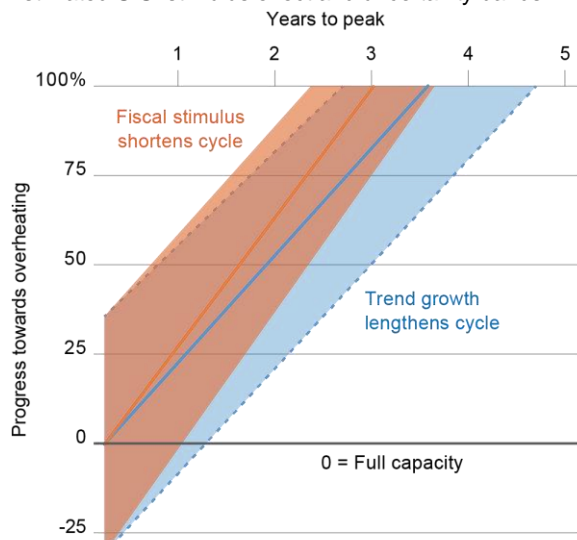 Years to peak
1 2 3 4 5
100%
Fiscal stimulus
shortens cycle
75
50
Trend growth
lengthens cycle
25
0
0 = Full capacity
-25
Progress towards overheating